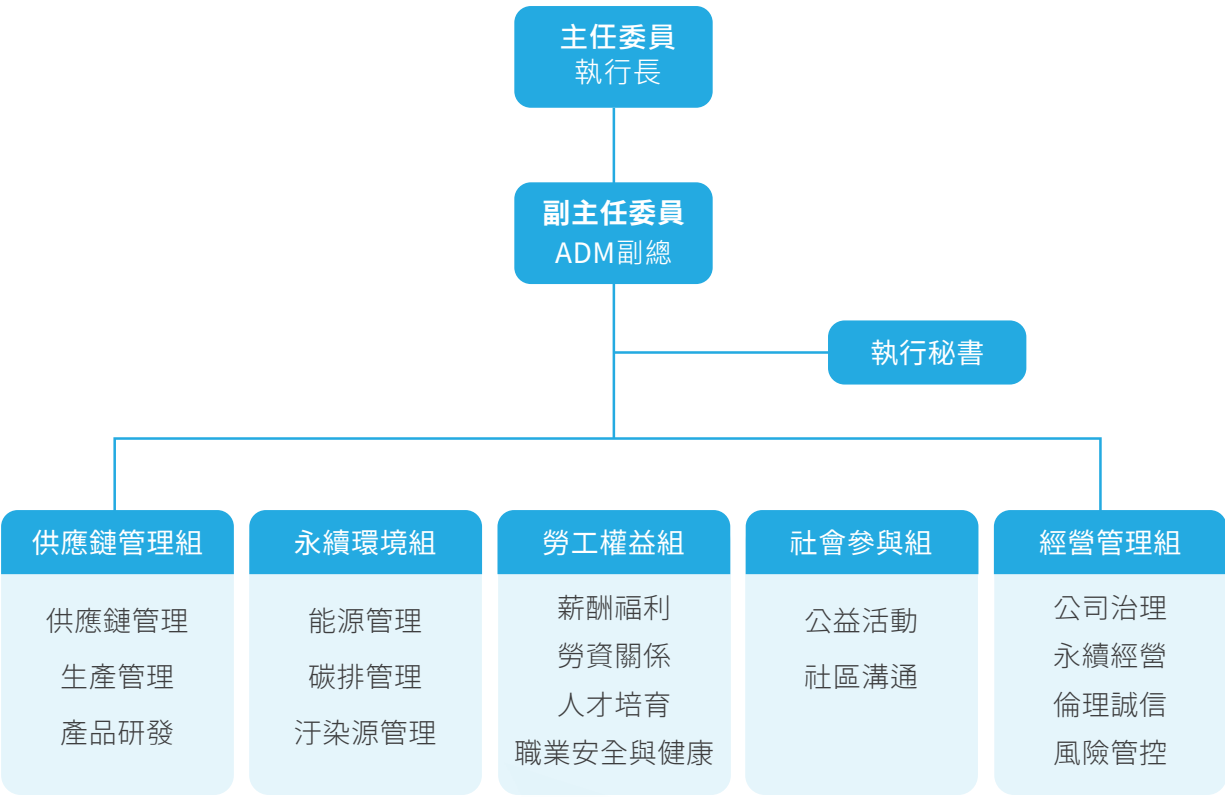 主任委員
執行長
副主任委員
ADM副總
執行秘書
供應鏈管理組
供應鏈管理
生產管理
產品研發
永續環境組
能源管理
碳排管理
汙染源管理
勞工權益組
薪酬福利
勞資關係
人才培育
職業安全與健康
社會參與組
公益活動
社區溝通
經營管理組
公司治理
永續經營
倫理誠信
風險管控